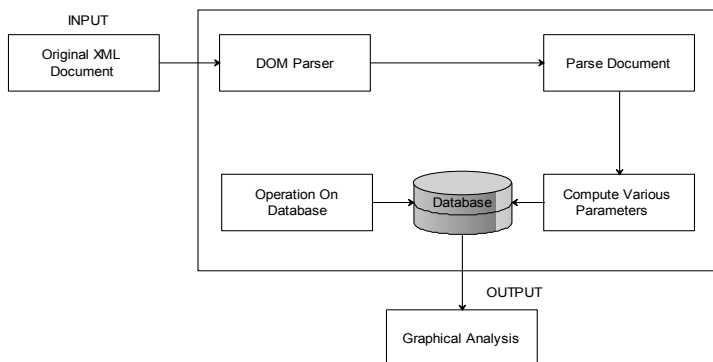 INPUT
Original XML
Document
DOM Parser
Parse Document
Operation On
Database
Database
Compute Various
Parameters
OUTPUT
Graphical Analysis